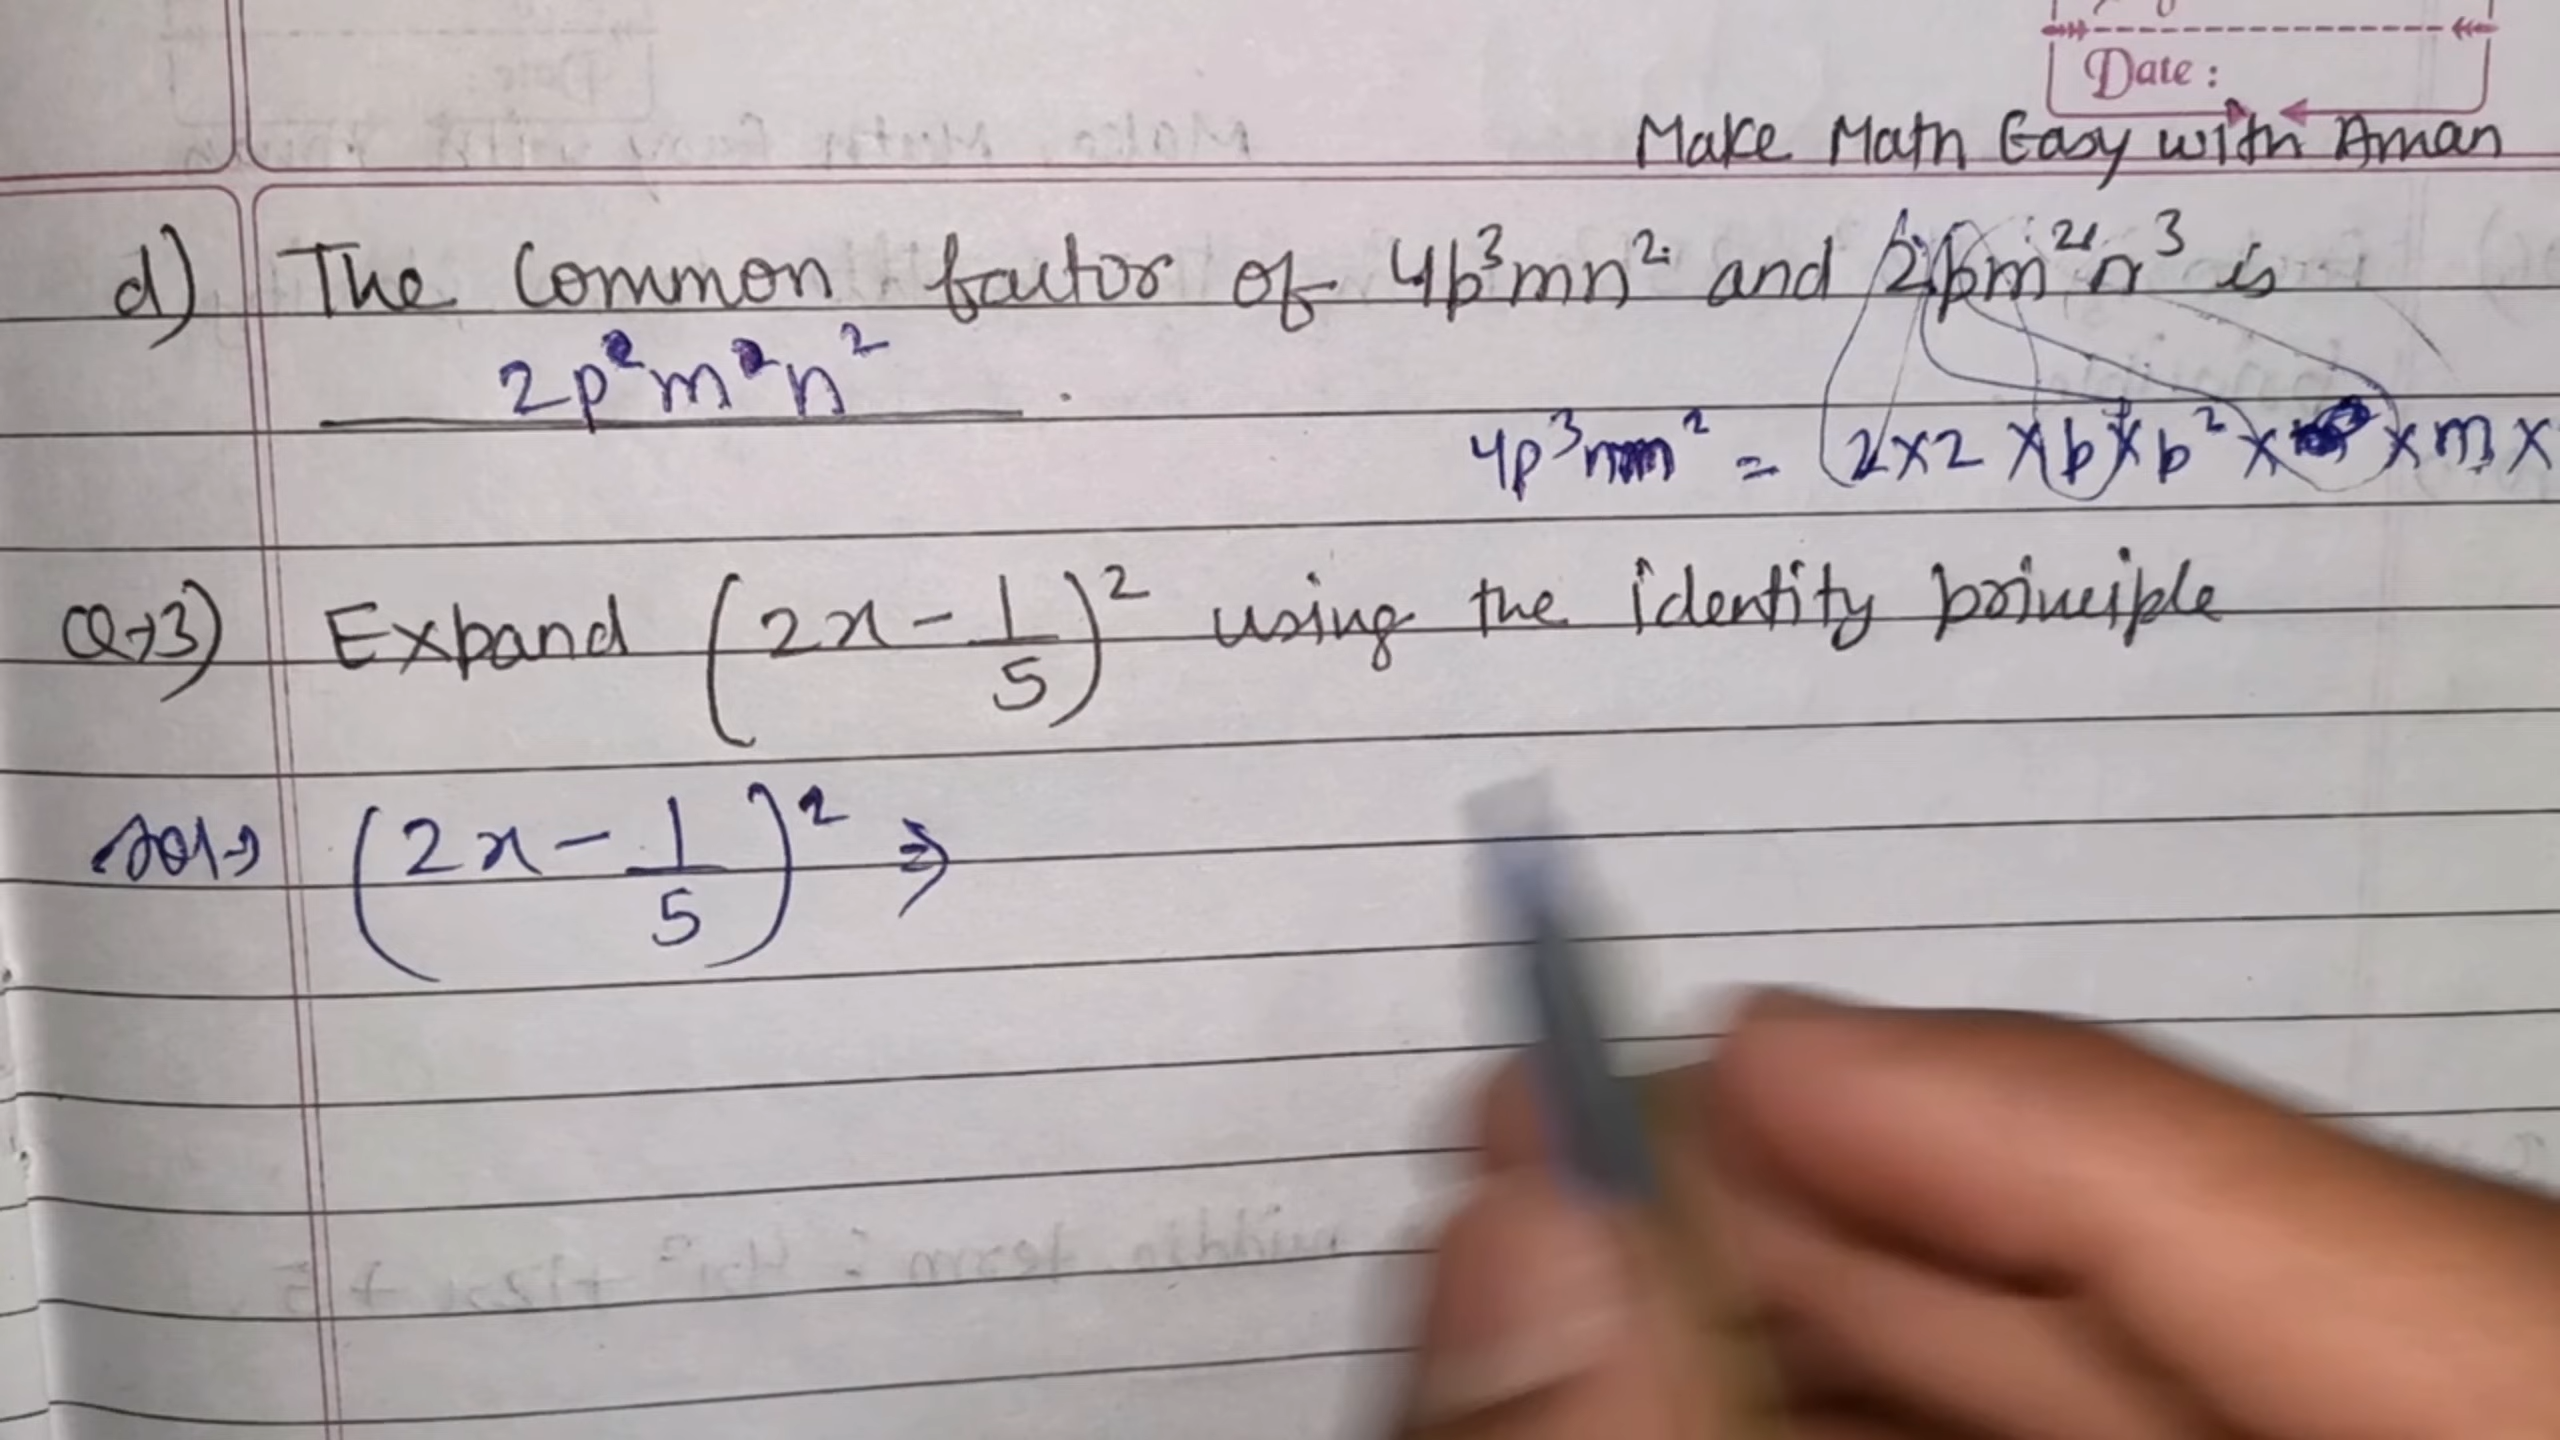 Date :
Make Math Easy with Aman
d) The Common factor of 4p³mn² and 2pm²n³ is
2p²m²n² .
4p³mn² = 2×2×p×p²× ×m×
Q→3) Expand (2x - 1/5)² using the identity principle
Sol→ (2x - 1/5)² ⇒